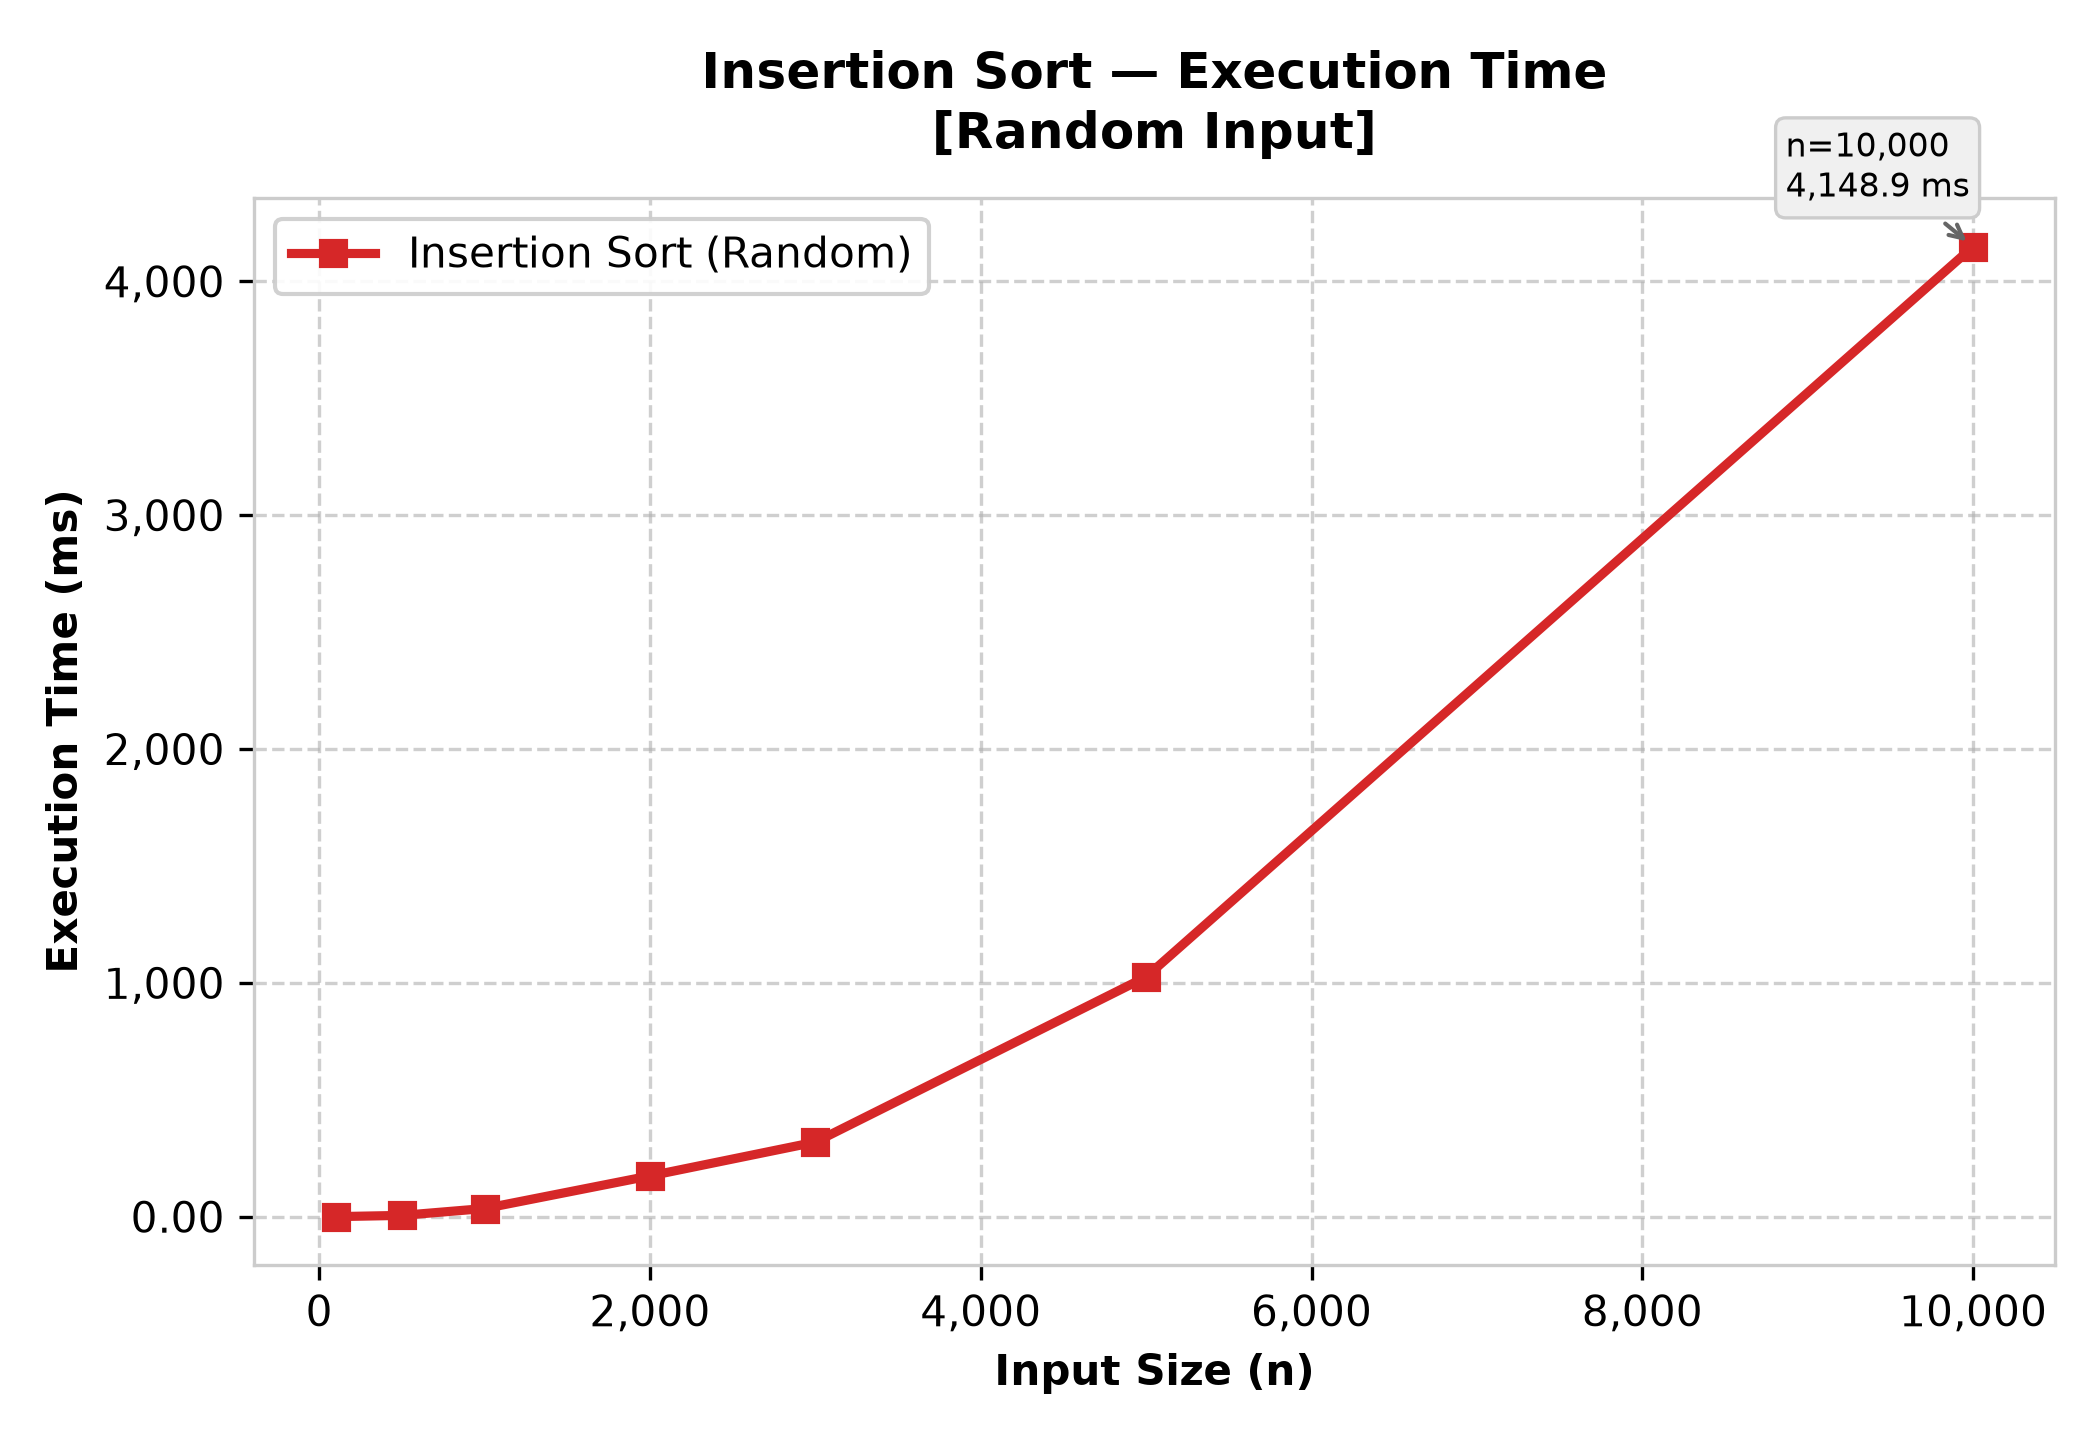 Insertion Sort — Execution Time
[Random Input]
n=10,000
4,148.9 ms
Insertion Sort (Random)
Execution Time (ms)
4,000
3,000
2,000
1,000
0.00
0
2,000
4,000
6,000
8,000
10,000
Input Size (n)